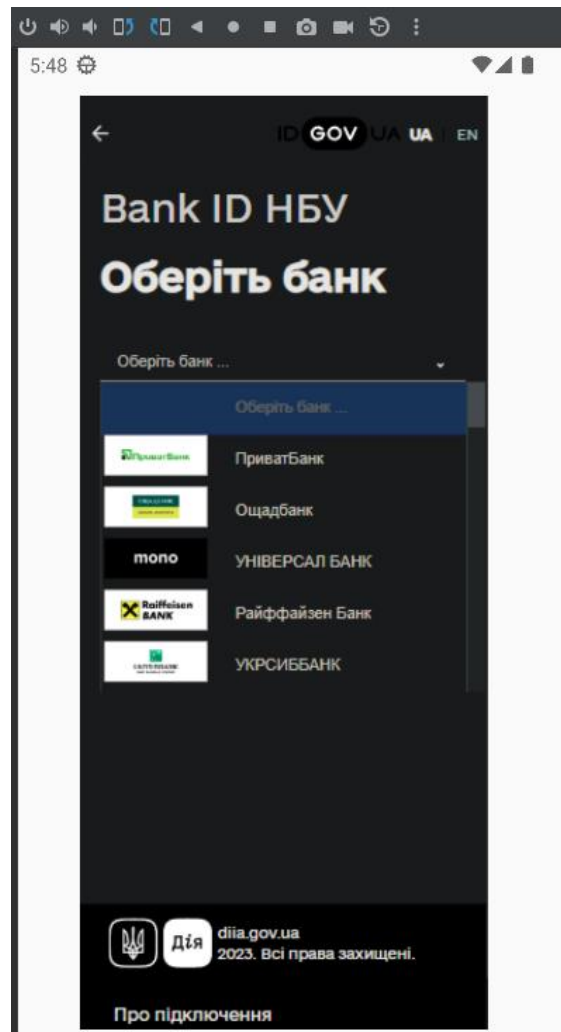 5:48
ID GOV UA UA | EN
Bank ID НБУ
Оберіть банк
Оберіть банк ...
Оберіть банк ...
ПриватБанк ПриватБанк
Ощадбанк
mono УНІВЕРСАЛ БАНК
Raiffeisen
BANK Райффайзен Банк
УКРСИББАНК
Дія diia.gov.ua
2023. Всі права захищені.
Про підключення